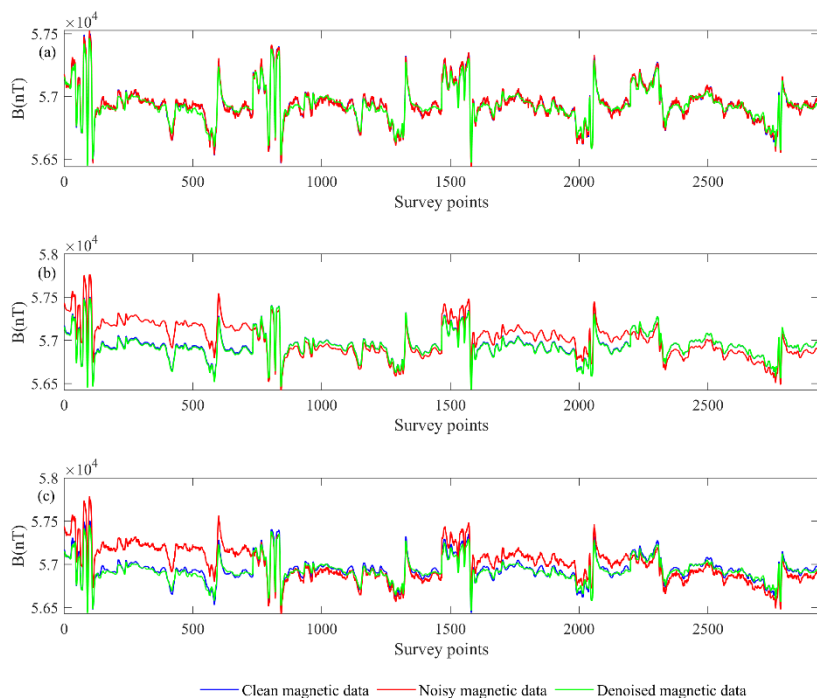 ×10⁴
(a)
5.75
5.7
5.65
B(nT)
0 500 1000 1500 2000 2500
Survey points
×10⁴
5.8
(b)
5.75
5.7
5.65
B(nT)
0 500 1000 1500 2000 2500
Survey points
×10⁴
5.8
(c)
5.75
5.7
5.65
B(nT)
0 500 1000 1500 2000 2500
Survey points
Clean magnetic data Noisy magnetic data Denoised magnetic data